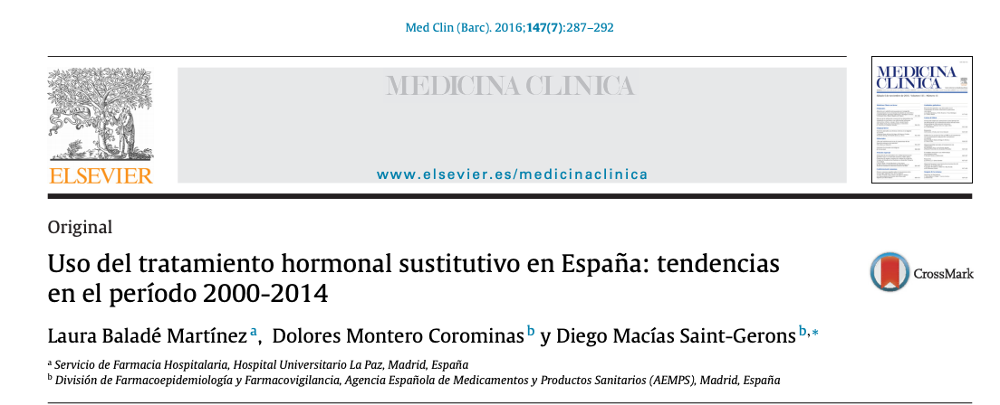 Med Clin (Barc). 2016;147(7):287–292
MEDICINA CLINICA
MEDICINA
CLINICA
ELSEVIER
www.elsevier.es/medicinaclinica
Original
Uso del tratamiento hormonal sustitutivo en España: tendencias
en el período 2000-2014
CrossMark
Laura Baladé Martínez a, Dolores Montero Corominas b y Diego Macías Saint-Gerons b,*
a Servicio de Farmacia Hospitalaria, Hospital Universitario La Paz, Madrid, España
b División de Farmacoepidemiología y Farmacovigilancia, Agencia Española de Medicamentos y Productos Sanitarios (AEMPS), Madrid, España